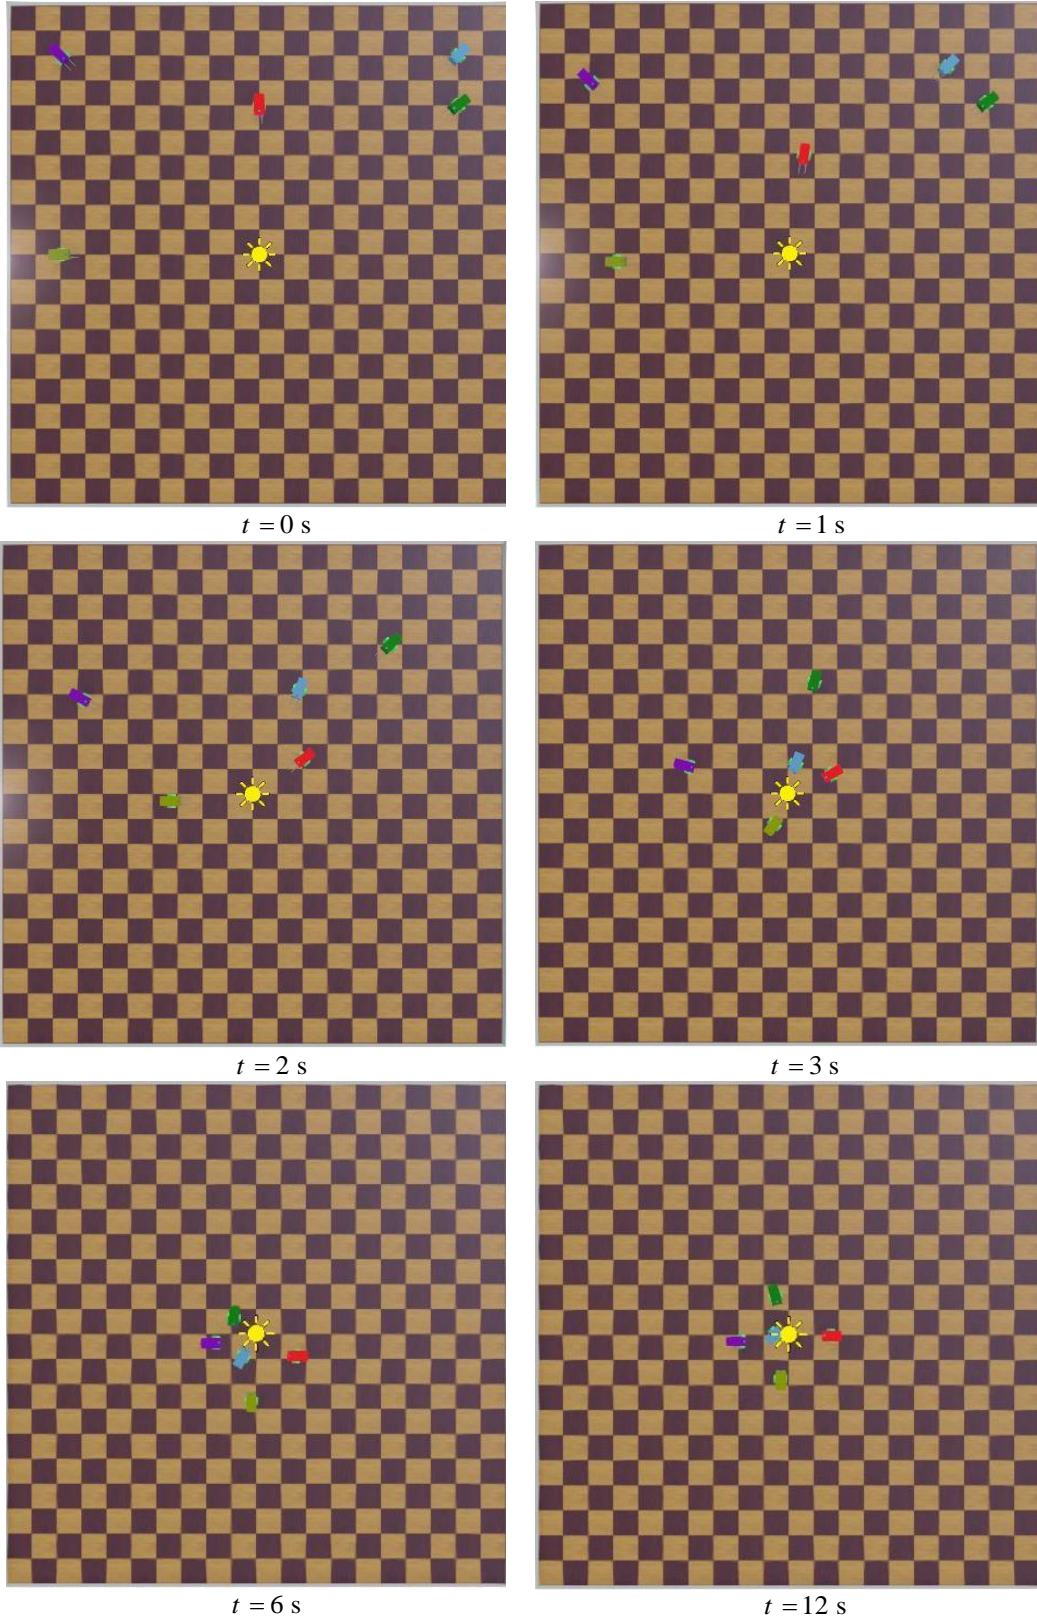 t = 0 s
t = 1 s
t = 2 s
t = 3 s
t = 6 s
t = 12 s